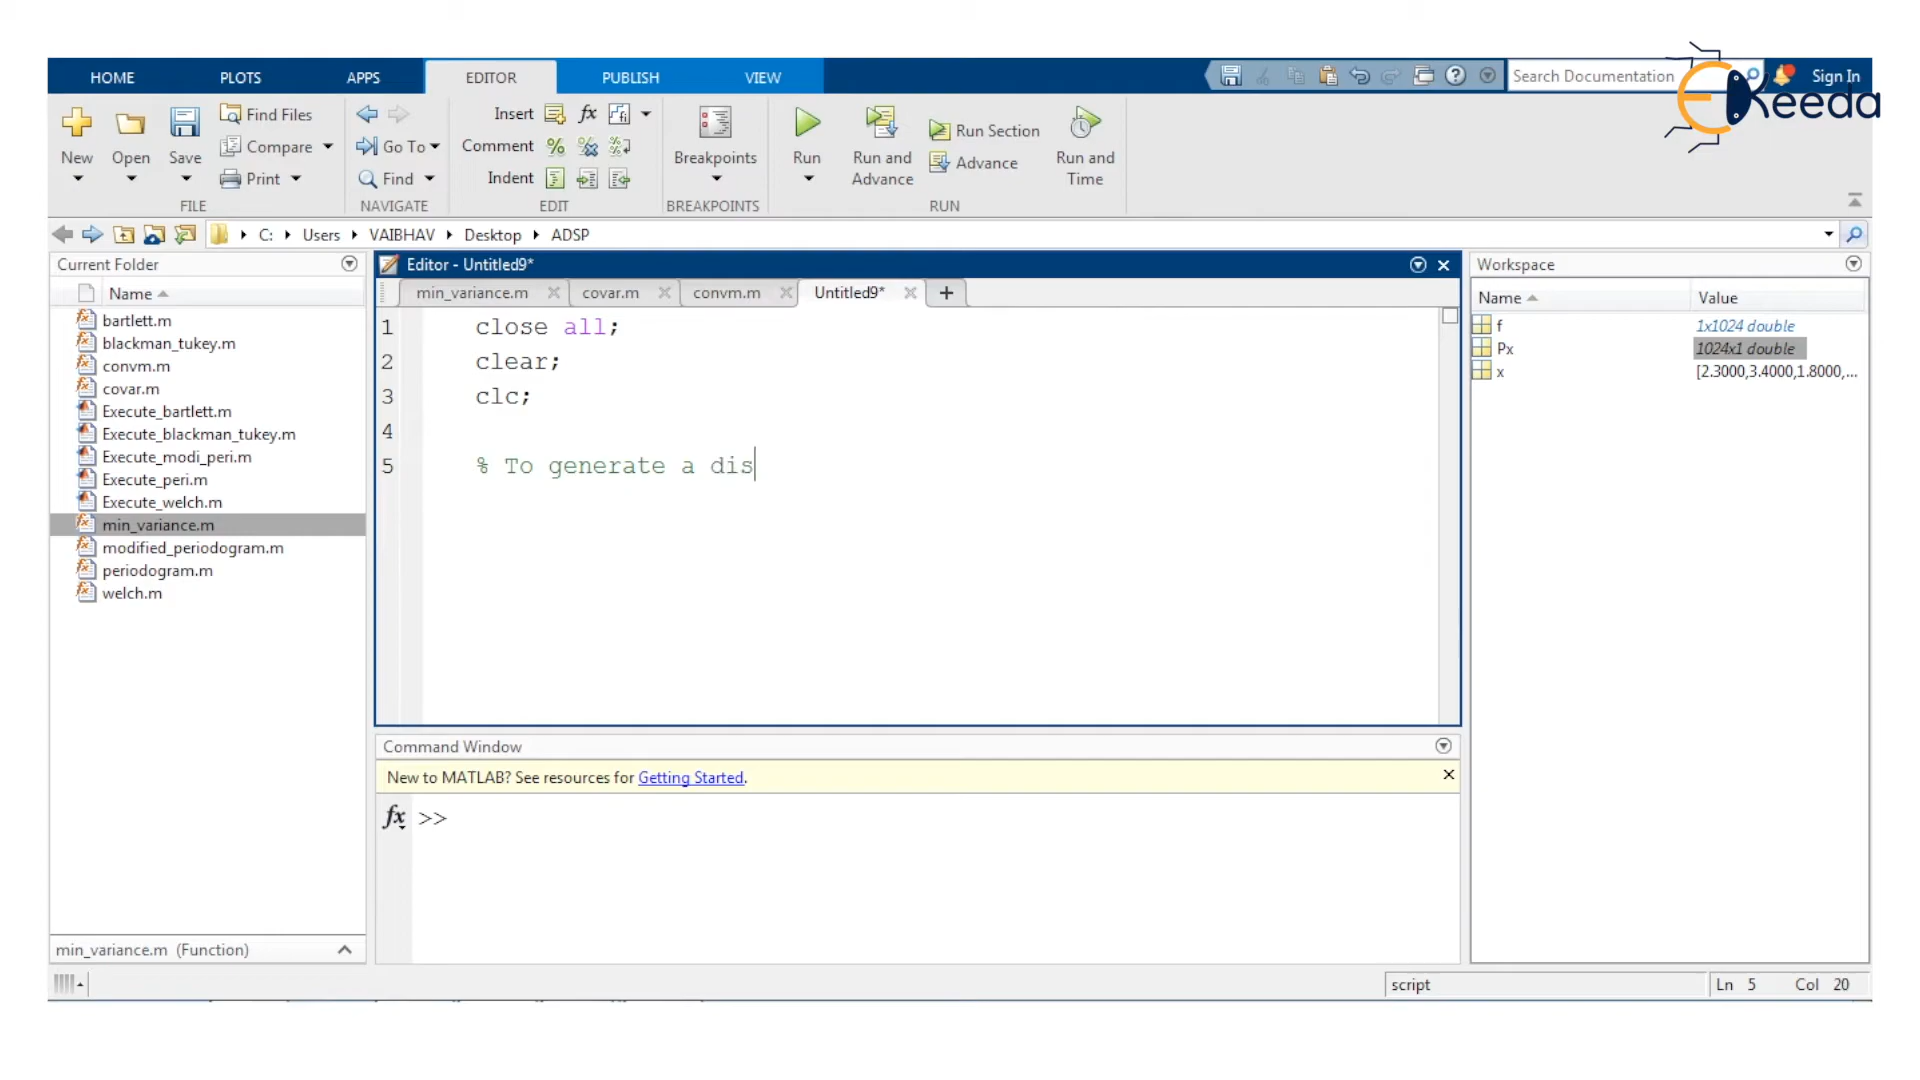 HOME PLOTS APPS EDITOR PUBLISH VIEW
Search Documentation
Sign In
EKeeda
New Open Save
Find Files
Compare
Print
FILE
Go To
Find
NAVIGATE
Insert
Comment
Indent
EDIT
Breakpoints
BREAKPOINTS
Run
Run and Advance
Run Section
Advance
Run and Time
RUN
C: Users VAIBHAV Desktop ADSP
Current Folder
Name
bartlett.m
blackman_tukey.m
convm.m
covar.m
Execute_bartlett.m
Execute_blackman_tukey.m
Execute_modi_peri.m
Execute_peri.m
Execute_welch.m
min_variance.m
modified_periodogram.m
periodogram.m
welch.m
min_variance.m (Function)
Editor - Untitled9*
min_variance.m covar.m convm.m Untitled9* +
1 close all;
2 clear;
3 clc;
4
5 % To generate a dis
Command Window
New to MATLAB? See resources for Getting Started.
fx >>
Workspace
Name Value
f 1x1024 double
Px 1024x1 double
x [2.3000,3.4000,1.8000,...
script Ln 5 Col 20